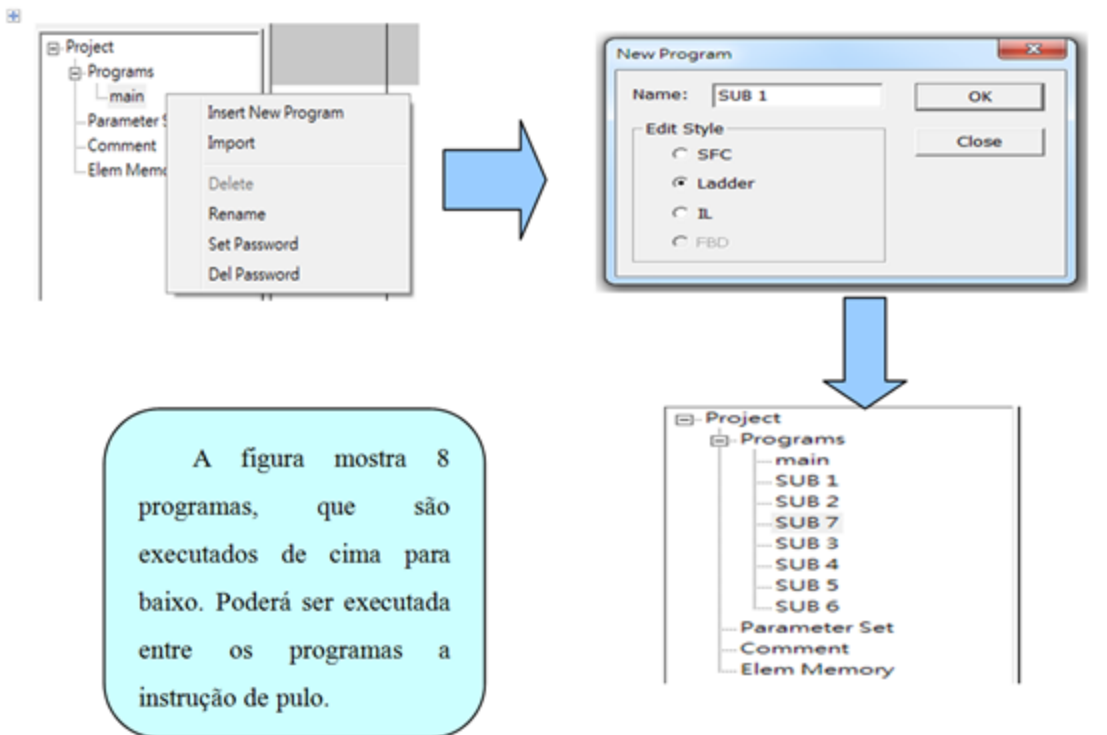 Project
Programs
main
Parameter S
Comment
Elem Memo
Insert New Program
Import
Delete
Rename
Set Password
Del Password
New Program
Name: SUB 1
OK
Edit Style
Close
SFC
Ladder
IL
FBD
A figura mostra 8
programas, que são
executados de cima para
baixo. Poderá ser executada
entre os programas a
instrução de pulo.
Project
Programs
main
SUB 1
SUB 2
SUB 7
SUB 3
SUB 4
SUB 5
SUB 6
Parameter Set
Comment
Elem Memory